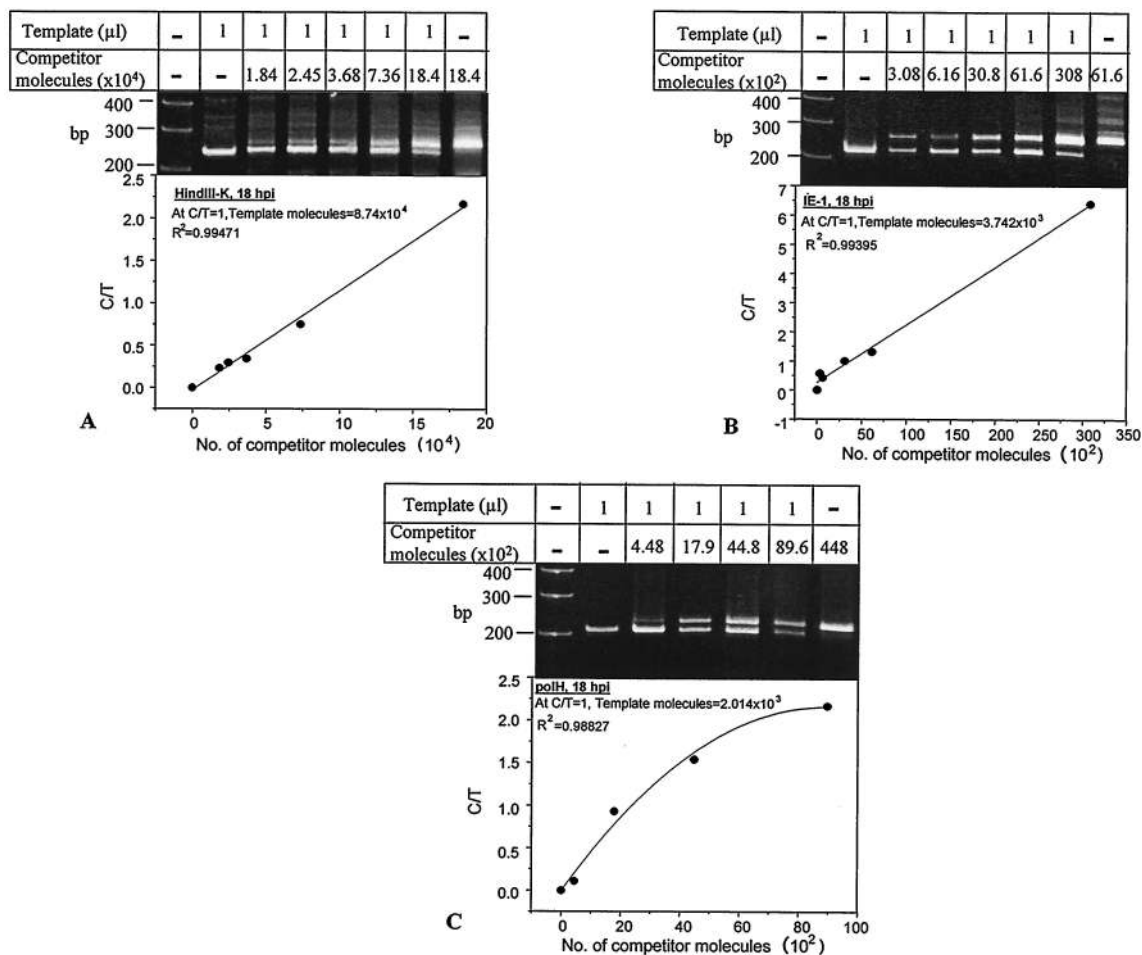 Template (µl) – 1 1 1 1 1 1 –
Competitor
molecules (x10⁴) – – 1.84 2.45 3.68 7.36 18.4 18.4
400
bp 300
200
2.5
HindIII-K, 18 hpi
2.0 At C/T=1,Template molecules=8.74x10⁴
R²=0.99471
1.5
C/T
1.0
0.5
0.0
0 5 10 15 20
A
No. of competitor molecules (10⁴)
Template (µl) – 1 1 1 1 1 1 –
Competitor
molecules (x10²) – – 3.08 6.16 30.8 61.6 308 61.6
400
bp 300
200
7
IE-1, 18 hpi
6
At C/T=1,Template molecules=3.742x10³
5
R²=0.99395
4
C/T
3
2
1
0
-1
0 50 100 150 200 250 300 350
B
No. of competitor molecules (10²)
Template (µl) – 1 1 1 1 1 –
Competitor
molecules (x10²) – – 4.48 17.9 44.8 89.6 448
400
300
bp
200
2.5
polH, 18 hpi
At C/T=1, Template molecules=2.014x10³
2.0
R²=0.98827
1.5
C/T
1.0
0.5
0.0
0 20 40 60 80 100
C
No. of competitor molecules (10²)